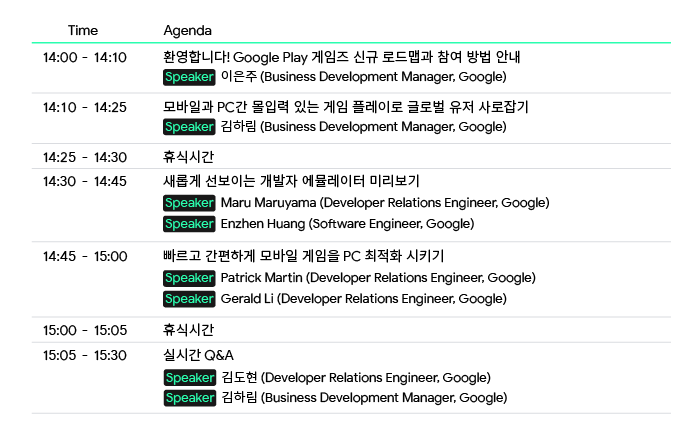 Time Agenda
14:00 - 14:10 환영합니다! Google Play 게임즈 신규 로드맵과 참여 방법 안내
Speaker 이은주 (Business Development Manager, Google)
14:10 - 14:25 모바일과 PC간 몰입력 있는 게임 플레이로 글로벌 유저 사로잡기
Speaker 김하림 (Business Development Manager, Google)
14:25 - 14:30 휴식시간
14:30 - 14:45 새롭게 선보이는 개발자 에뮬레이터 미리보기
Speaker Maru Maruyama (Developer Relations Engineer, Google)
Speaker Enzhen Huang (Software Engineer, Google)
14:45 - 15:00 빠르고 간편하게 모바일 게임을 PC 최적화 시키기
Speaker Patrick Martin (Developer Relations Engineer, Google)
Speaker Gerald Li (Developer Relations Engineer, Google)
15:00 - 15:05 휴식시간
15:05 - 15:30 실시간 Q&A
Speaker 김도현 (Developer Relations Engineer, Google)
Speaker 김하림 (Business Development Manager, Google)